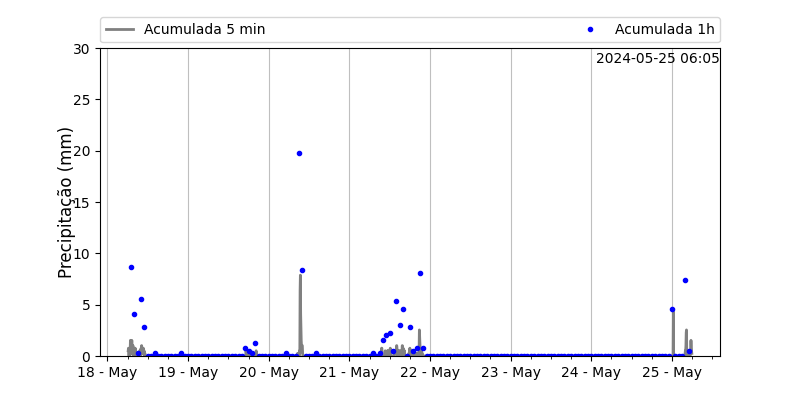 Acumulada 5 min
Acumulada 1h
2024-05-25 06:05
Precipitação (mm)
30
25
20
15
10
5
0
18 - May
19 - May
20 - May
21 - May
22 - May
23 - May
24 - May
25 - May